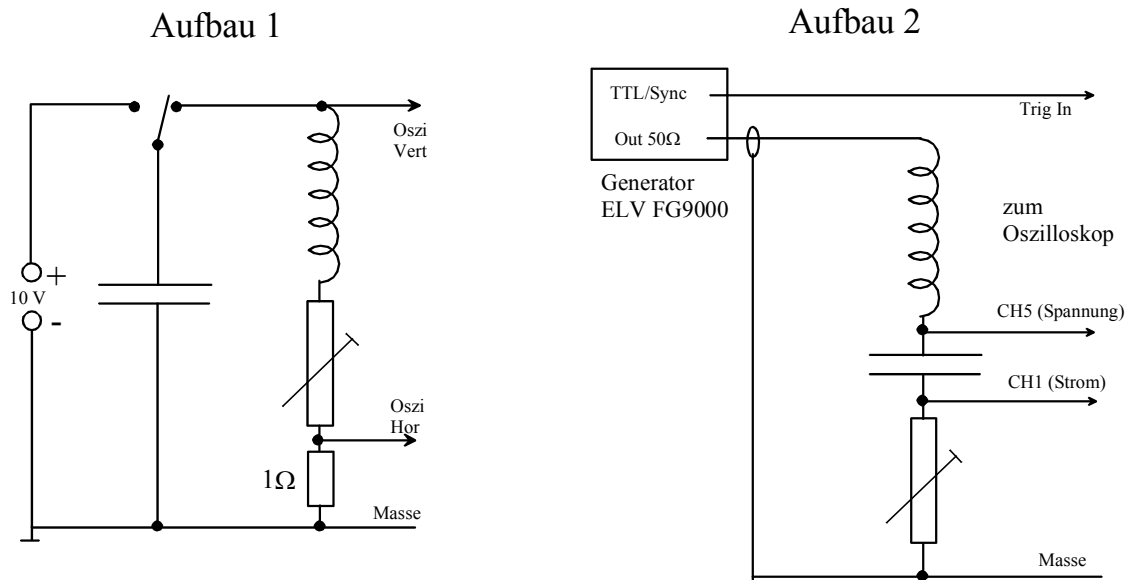 Aufbau 1
Oszi
Vert
+
10 V
-
Oszi
Hor
1Ω
Masse
Aufbau 2
TTL/Sync
Trig In
Out 50Ω
Generator
ELV FG9000
zum
Oszilloskop
CH5 (Spannung)
CH1 (Strom)
Masse